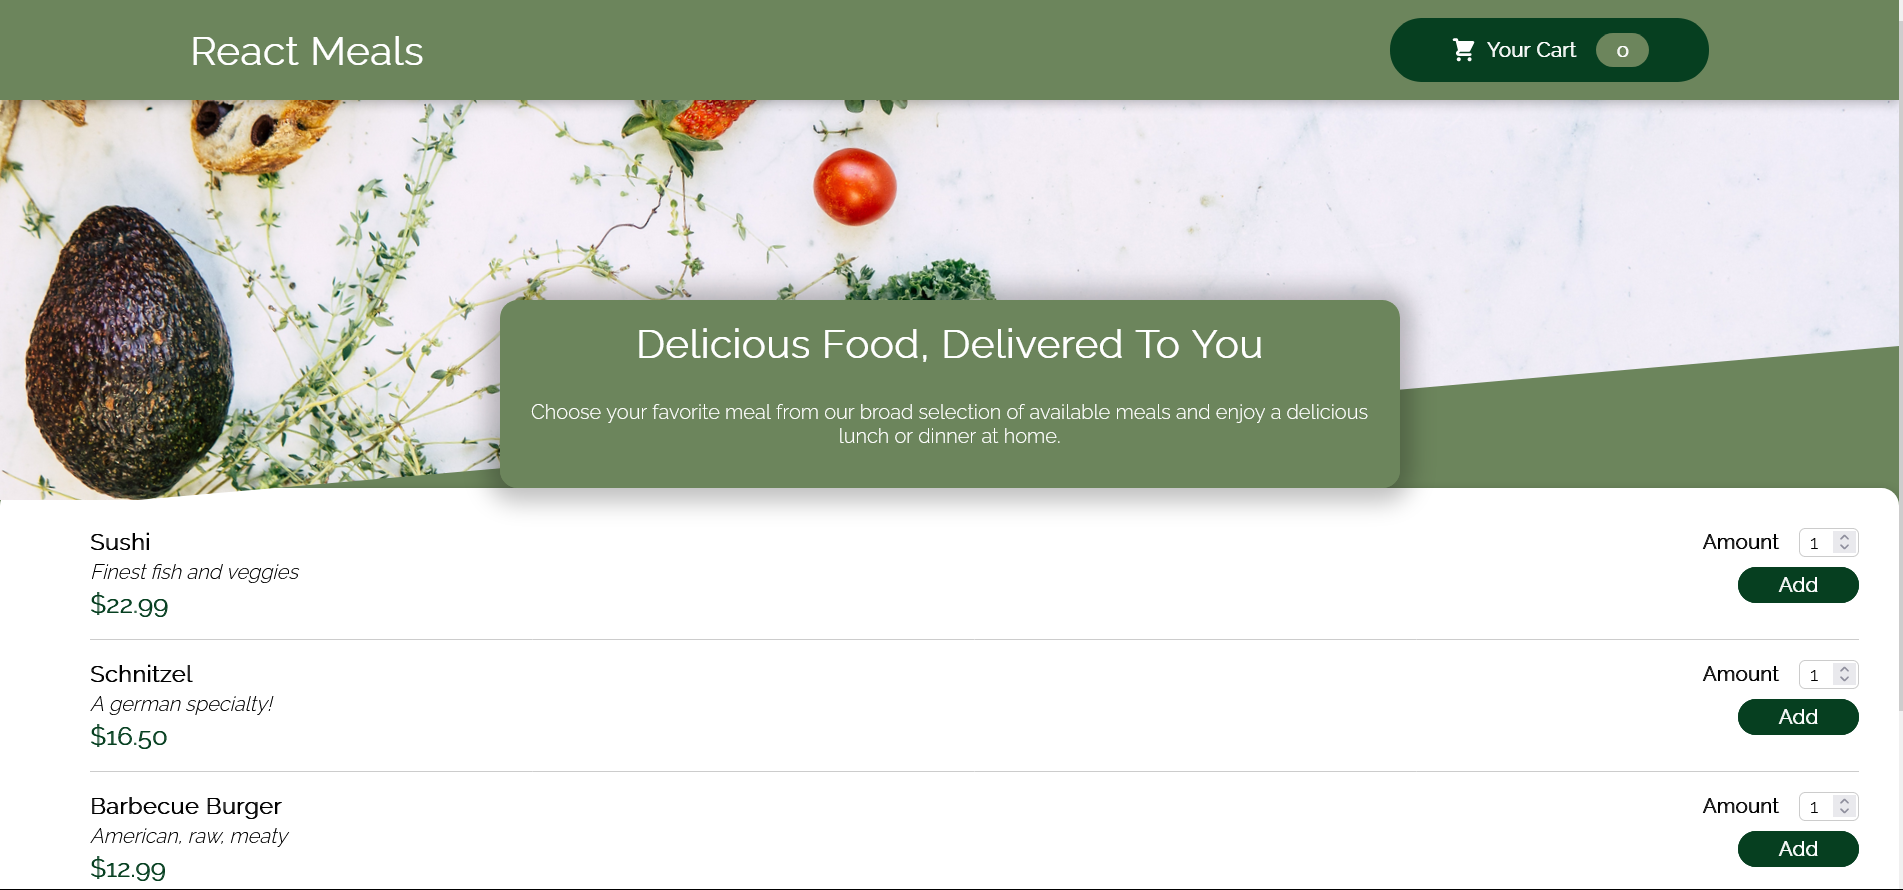 React Meals
Your Cart 0
Delicious Food, Delivered To You
Choose your favorite meal from our broad selection of available meals and enjoy a delicious
lunch or dinner at home.
Sushi
Finest fish and veggies
$22.99
Amount 1
Add
Schnitzel
A german specialty!
$16.50
Amount 1
Add
Barbecue Burger
American, raw, meaty
$12.99
Amount 1
Add